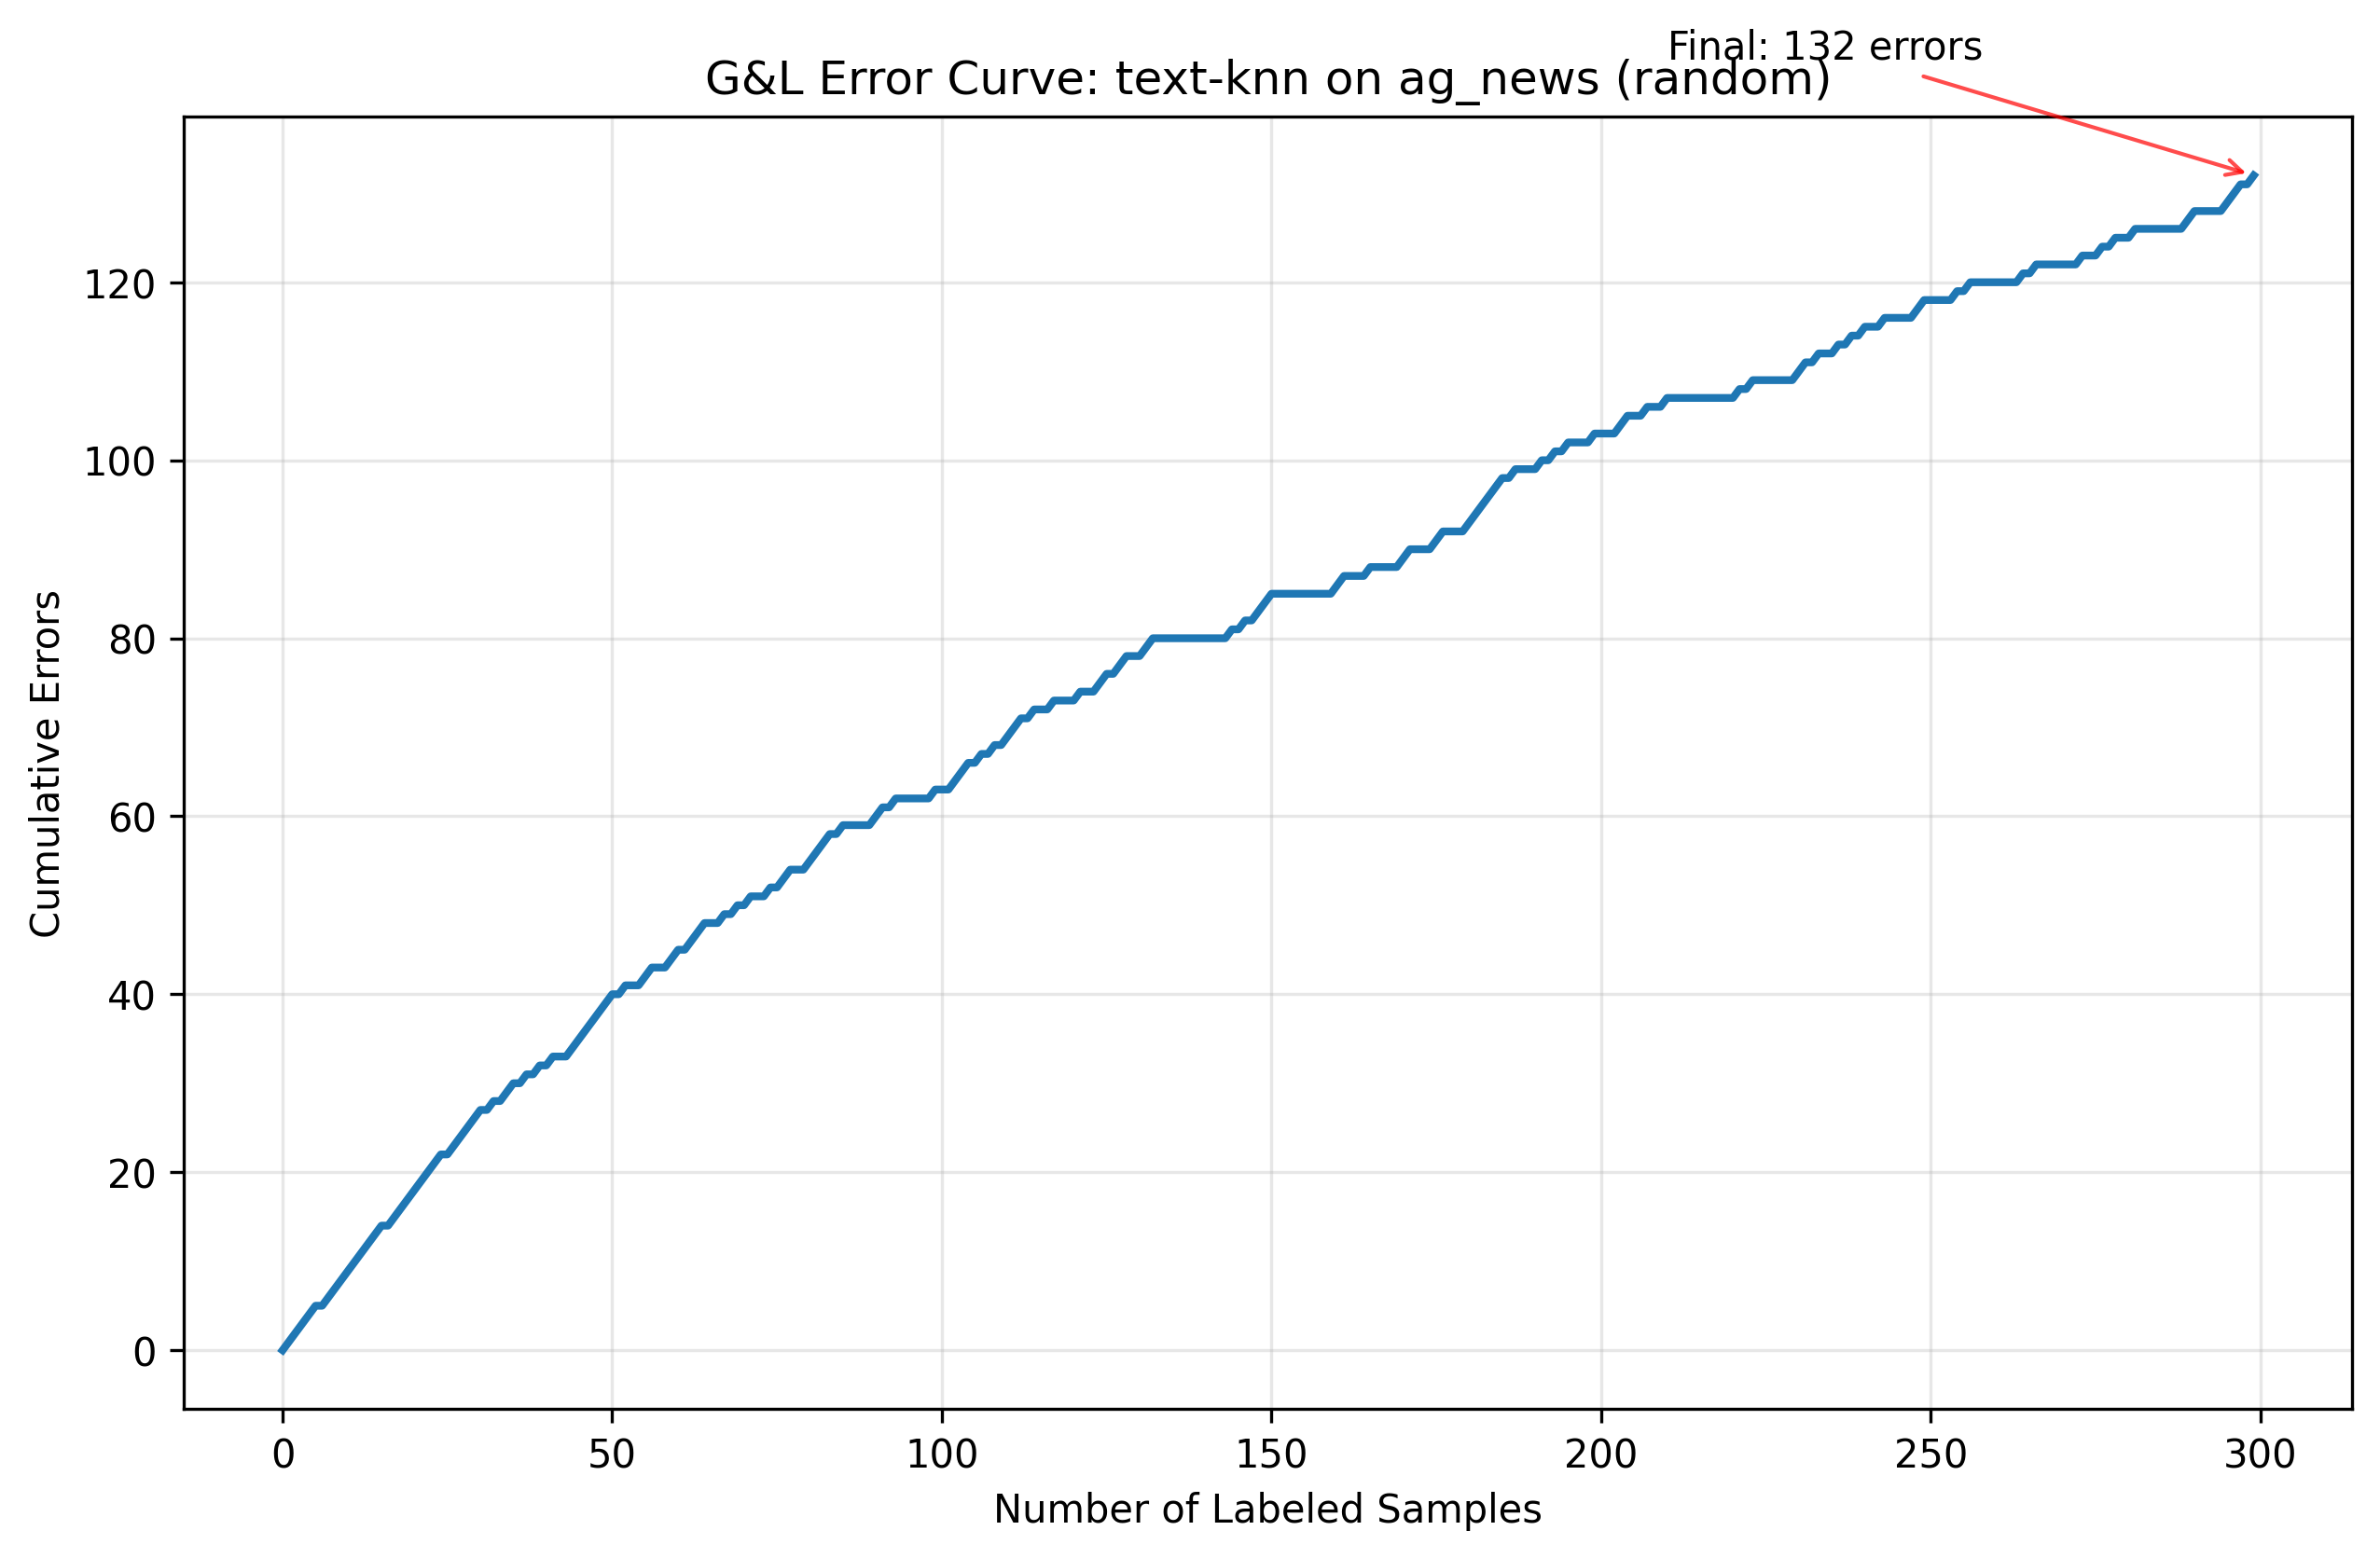 Final: 132 errors
G&L Error Curve: text-knn on ag_news (random)
Cumulative Errors
120
100
80
60
40
20
0
0 50 100 150 200 250 300
Number of Labeled Samples